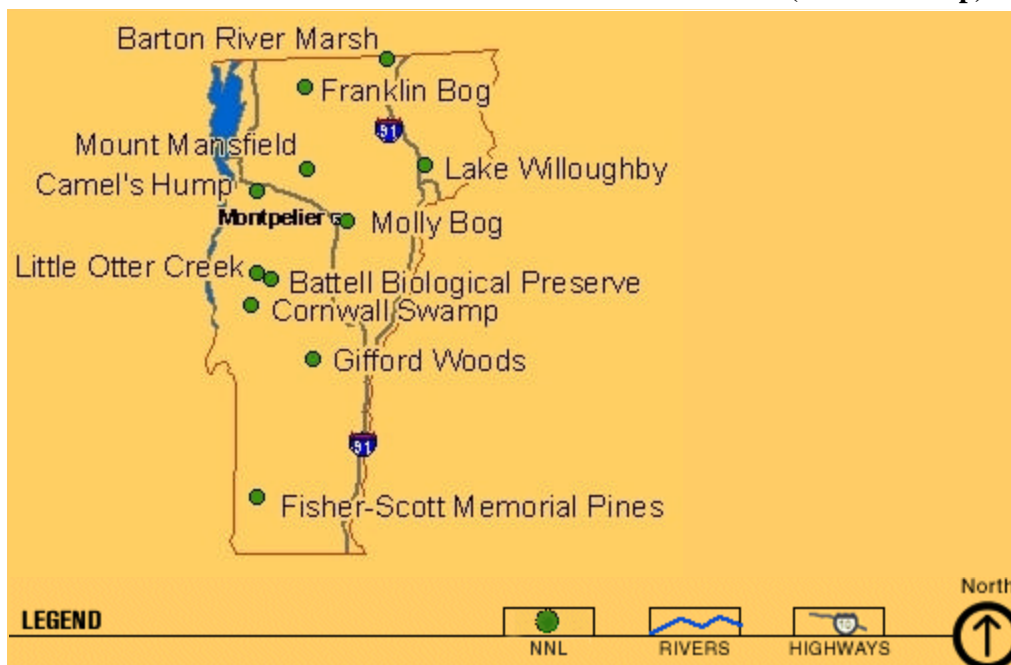 Barton River Marsh
Franklin Bog
91
Mount Mansfield
Lake Willoughby
Camel's Hump
Montpelier
Molly Bog
Little Otter Creek
Battell Biological Preserve
Cornwall Swamp
Gifford Woods
91
Fisher-Scott Memorial Pines
North
LEGEND
NNL
RIVERS
HIGHWAYS